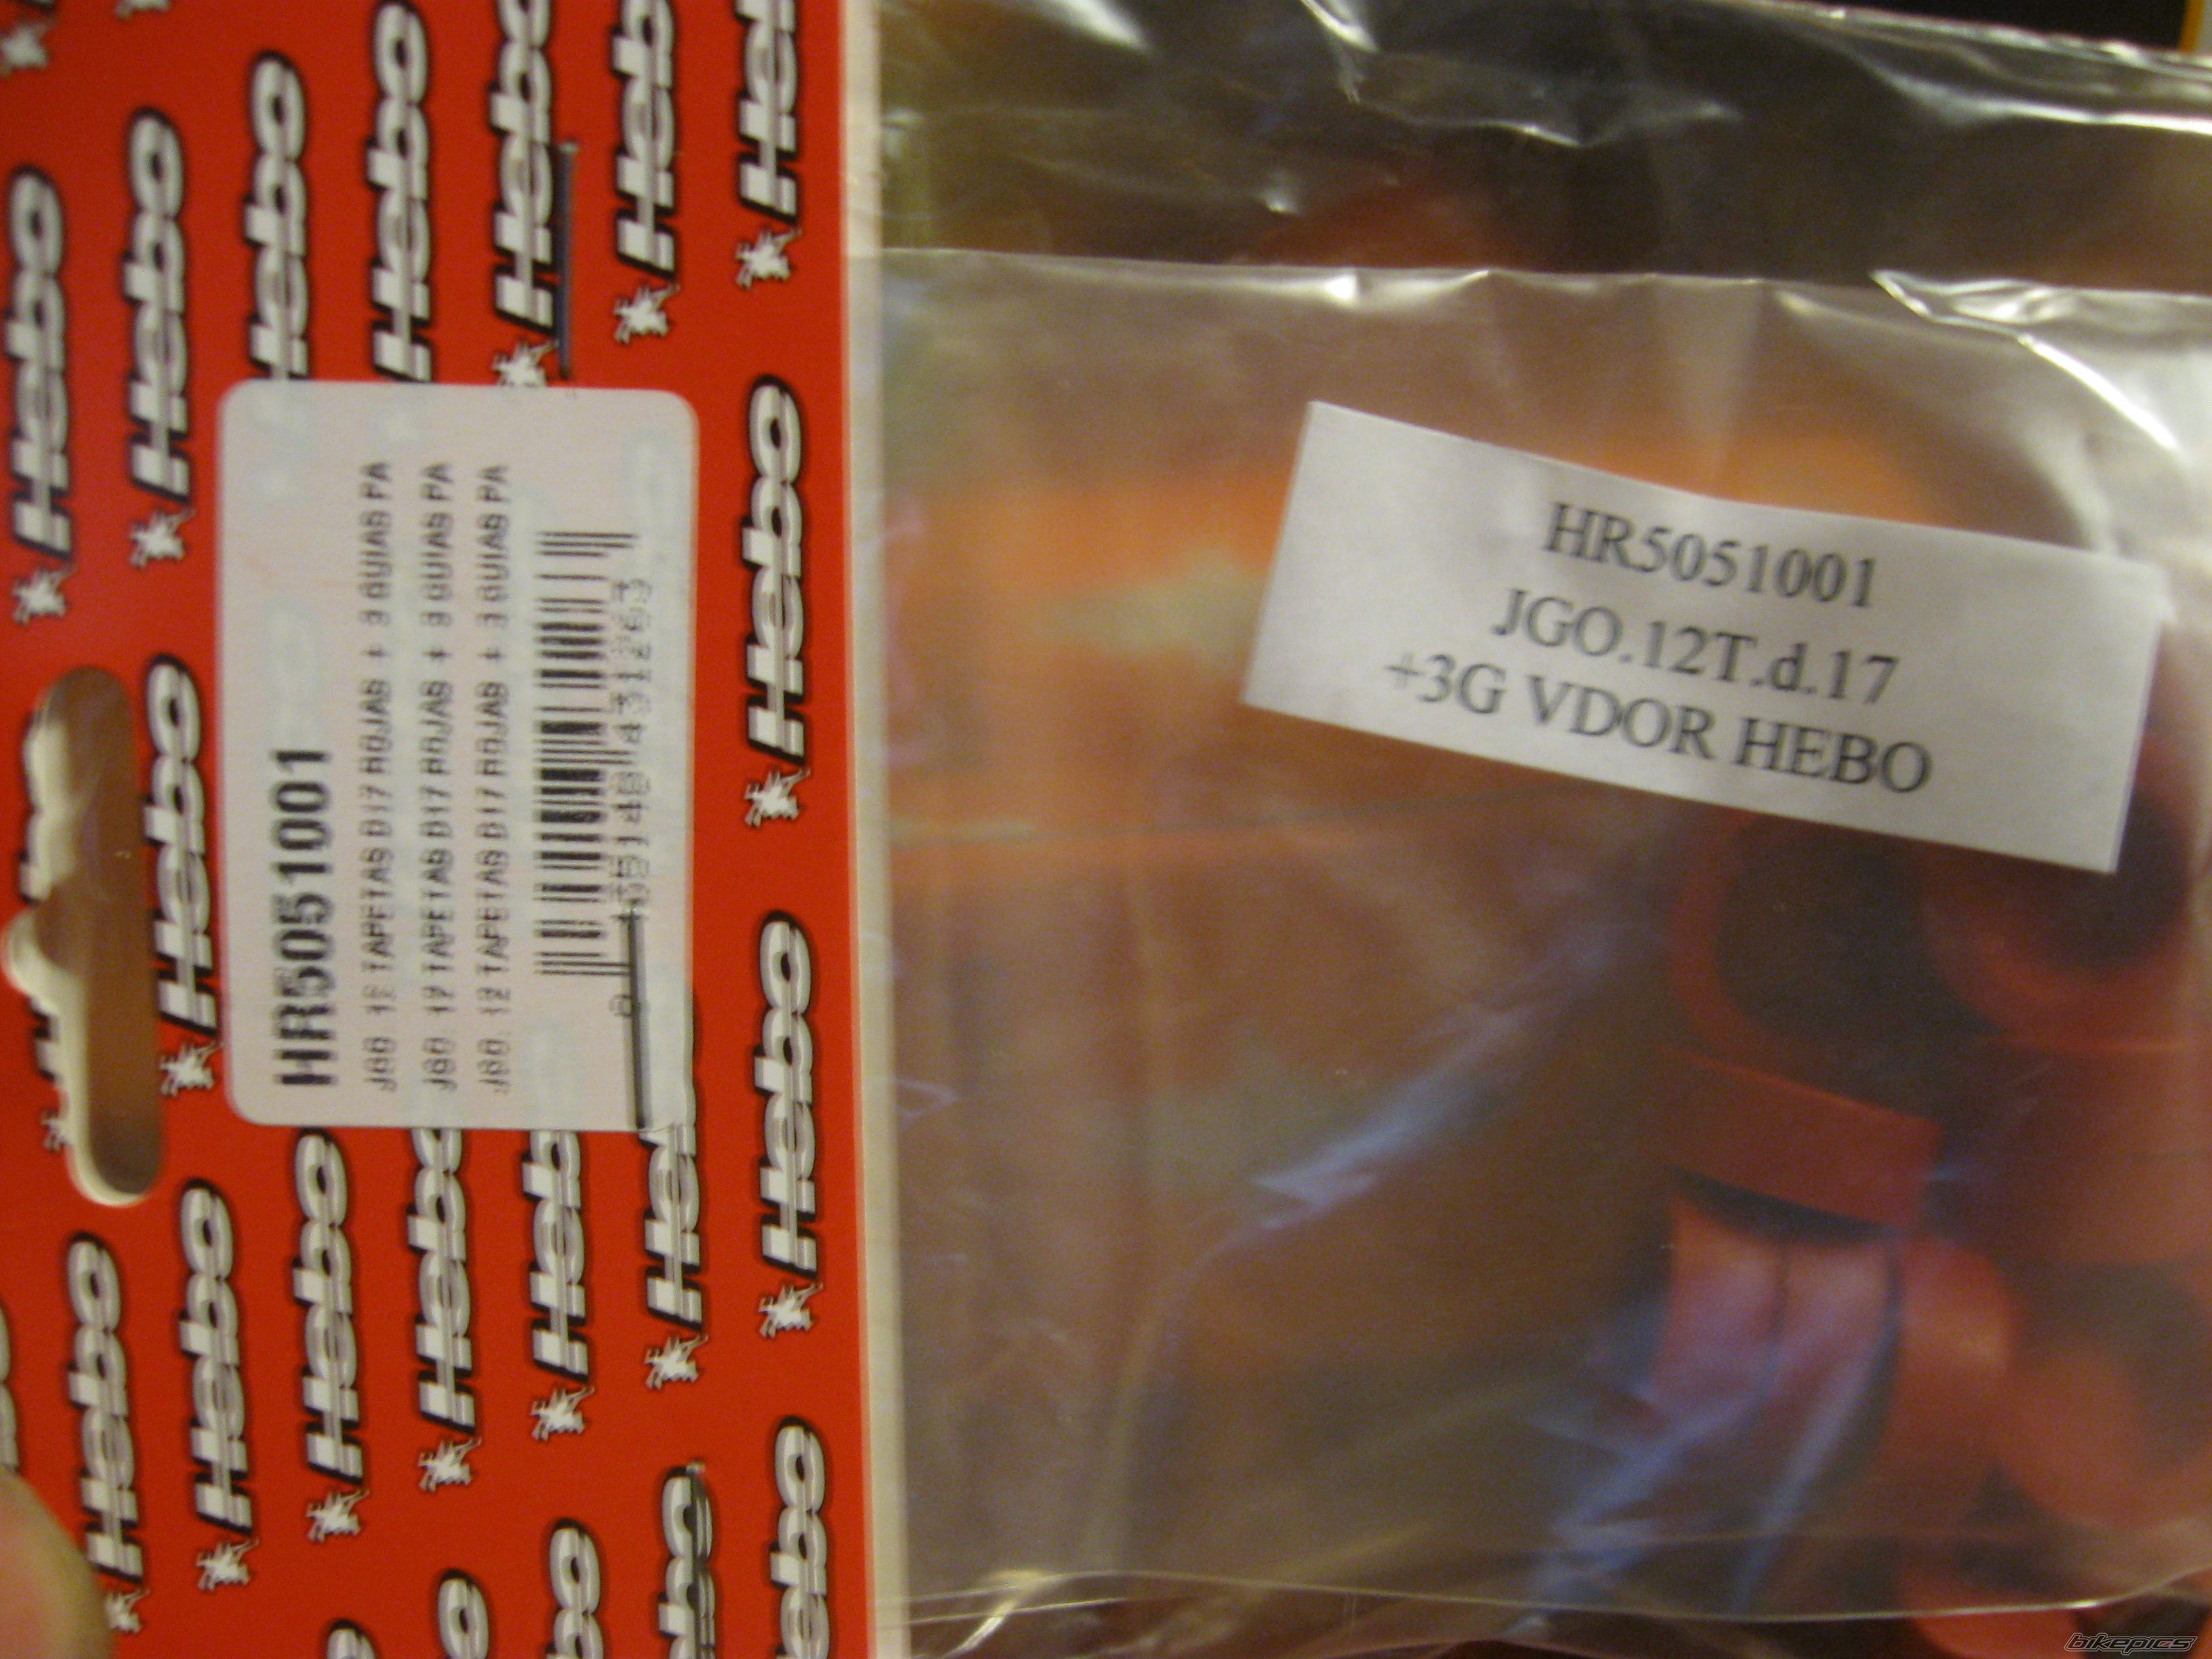 Hebo
HR5051001
JGO. 12 TAPETAS D17 ROJAS + 3 GUIAS PA
JGO. 12 TAPETAS D17 ROJAS + 3 GUIAS PA
JGO. 12 TAPETAS D17 ROJAS + 3 GUIAS PA
HR5051001
JGO.12T.d.17
+3G VDOR HEBO
bikepics